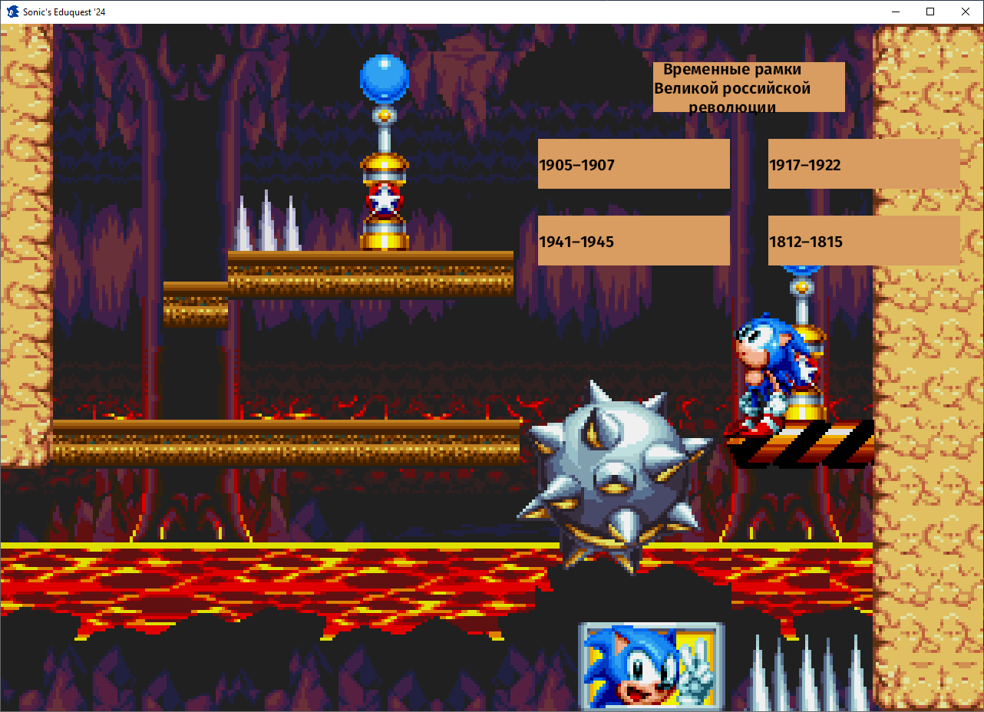 Sonic's Eduquest '24
Временные рамки
Великой российской
революции
1905–1907
1917–1922
1941–1945
1812–1815